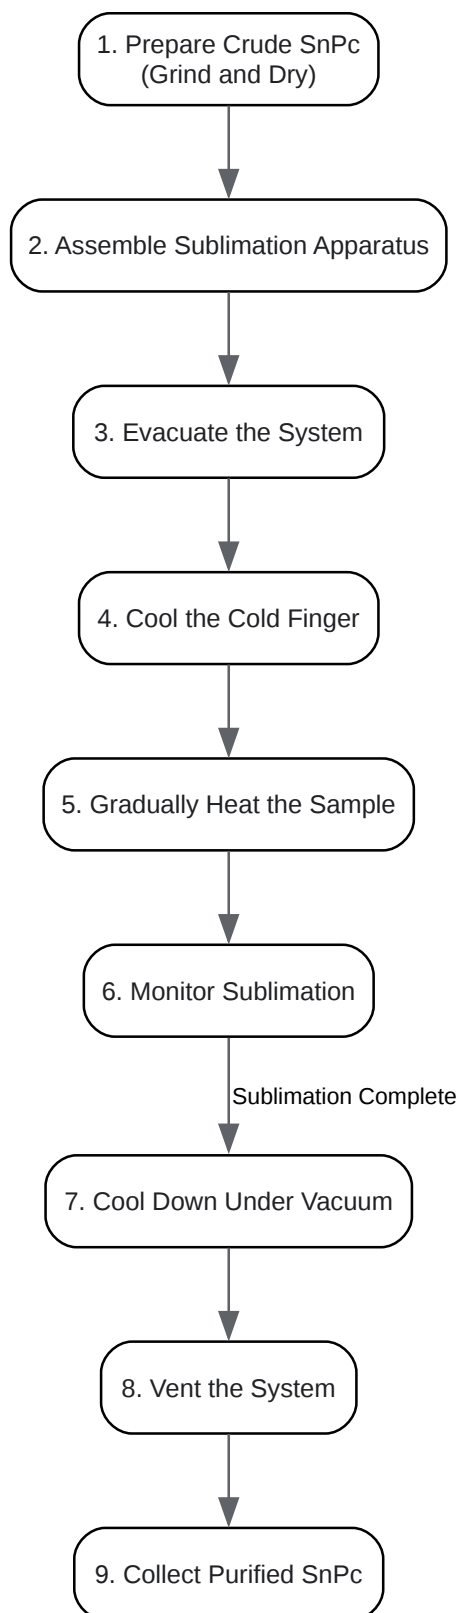 1. Prepare Crude SnPc
(Grind and Dry)
2. Assemble Sublimation Apparatus
3. Evacuate the System
4. Cool the Cold Finger
5. Gradually Heat the Sample
6. Monitor Sublimation
Sublimation Complete
7. Cool Down Under Vacuum
8. Vent the System
9. Collect Purified SnPc